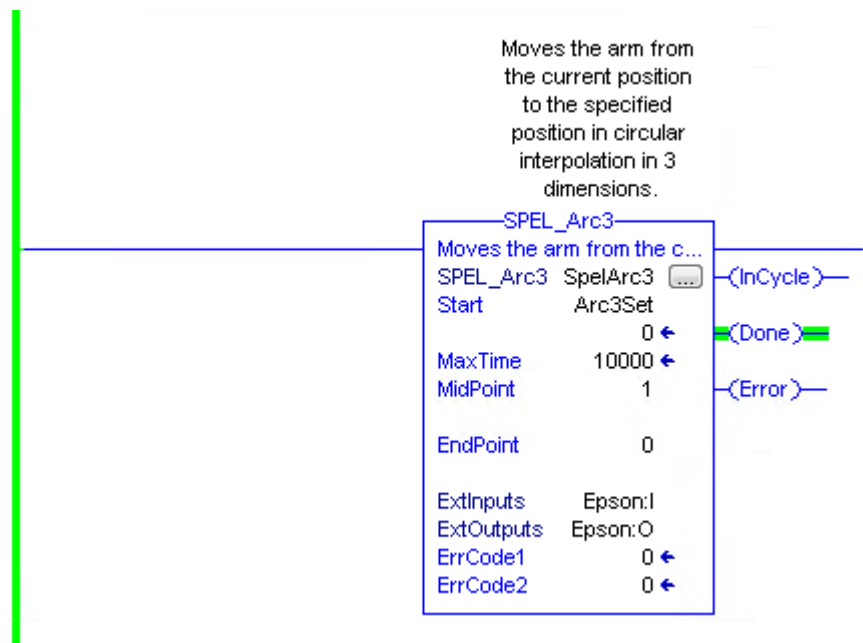 Moves the arm from
the current position
to the specified
position in circular
interpolation in 3
dimensions.
SPEL_Arc3
Moves the arm from the c...
SPEL_Arc3 SpelArc3 ... (InCycle)
Start Arc3Set
0 (Done)
MaxTime 10000
MidPoint 1 (Error)
EndPoint 0
ExtInputs Epson:I
ExtOutputs Epson:O
ErrCode1 0
ErrCode2 0